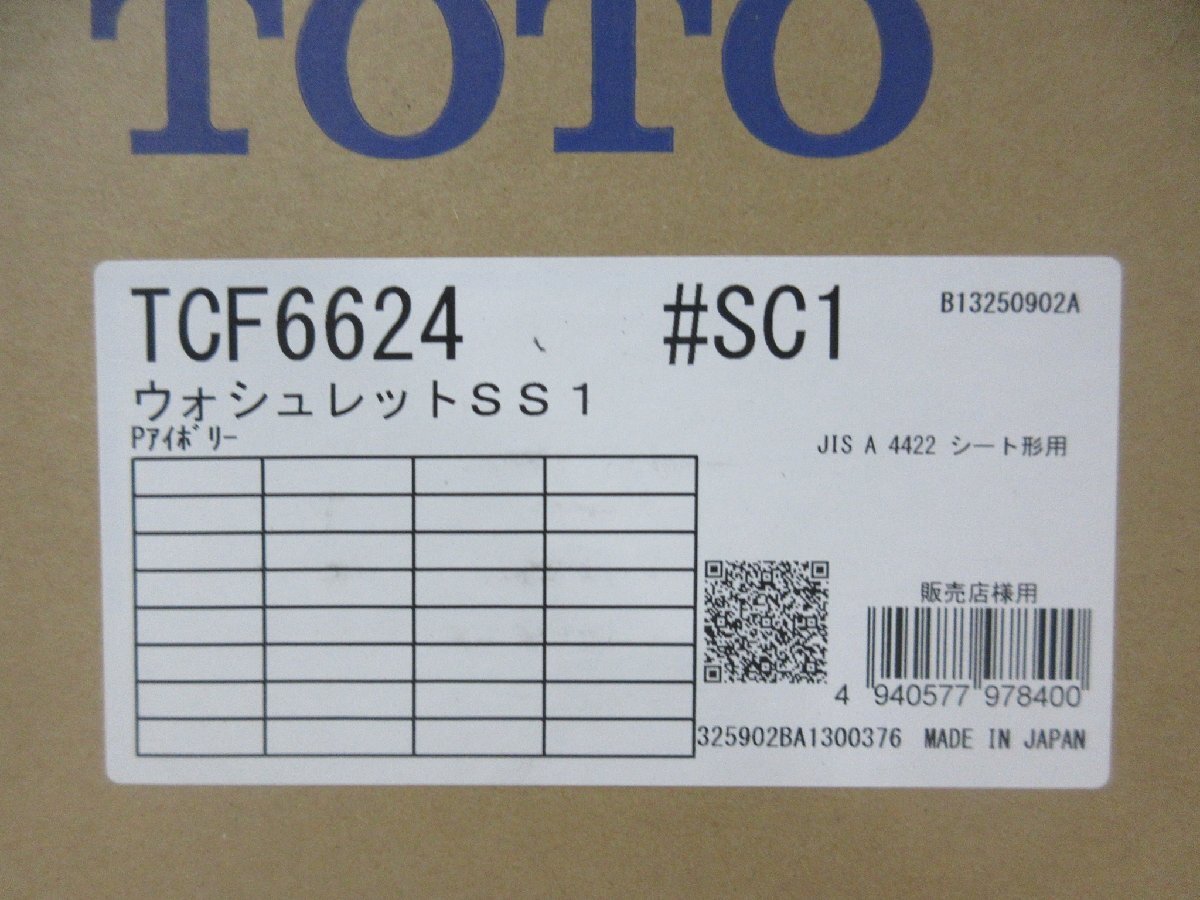 TOTO
TCF6624 #SC1 B13250902A
ウォシュレットSS1
Pｱｲﾎﾞﾘｰ
JIS A 4422 シート形用
販売店様用
4 940577 978400
325902BA1300376 MADE IN JAPAN